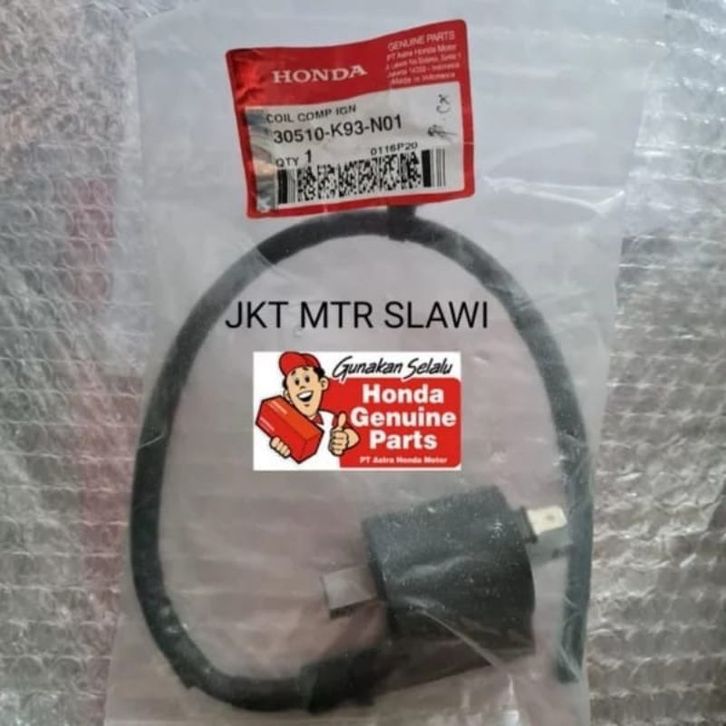 GENUINE PARTS
PT Astra Honda Motor
HONDA
COIL COMP IGN
30510-K93-N01
QTY 1
0116P20
JKT MTR SLAWI
Gunakan Selalu
Honda
Genuine
Parts
PT Astra Honda Motor